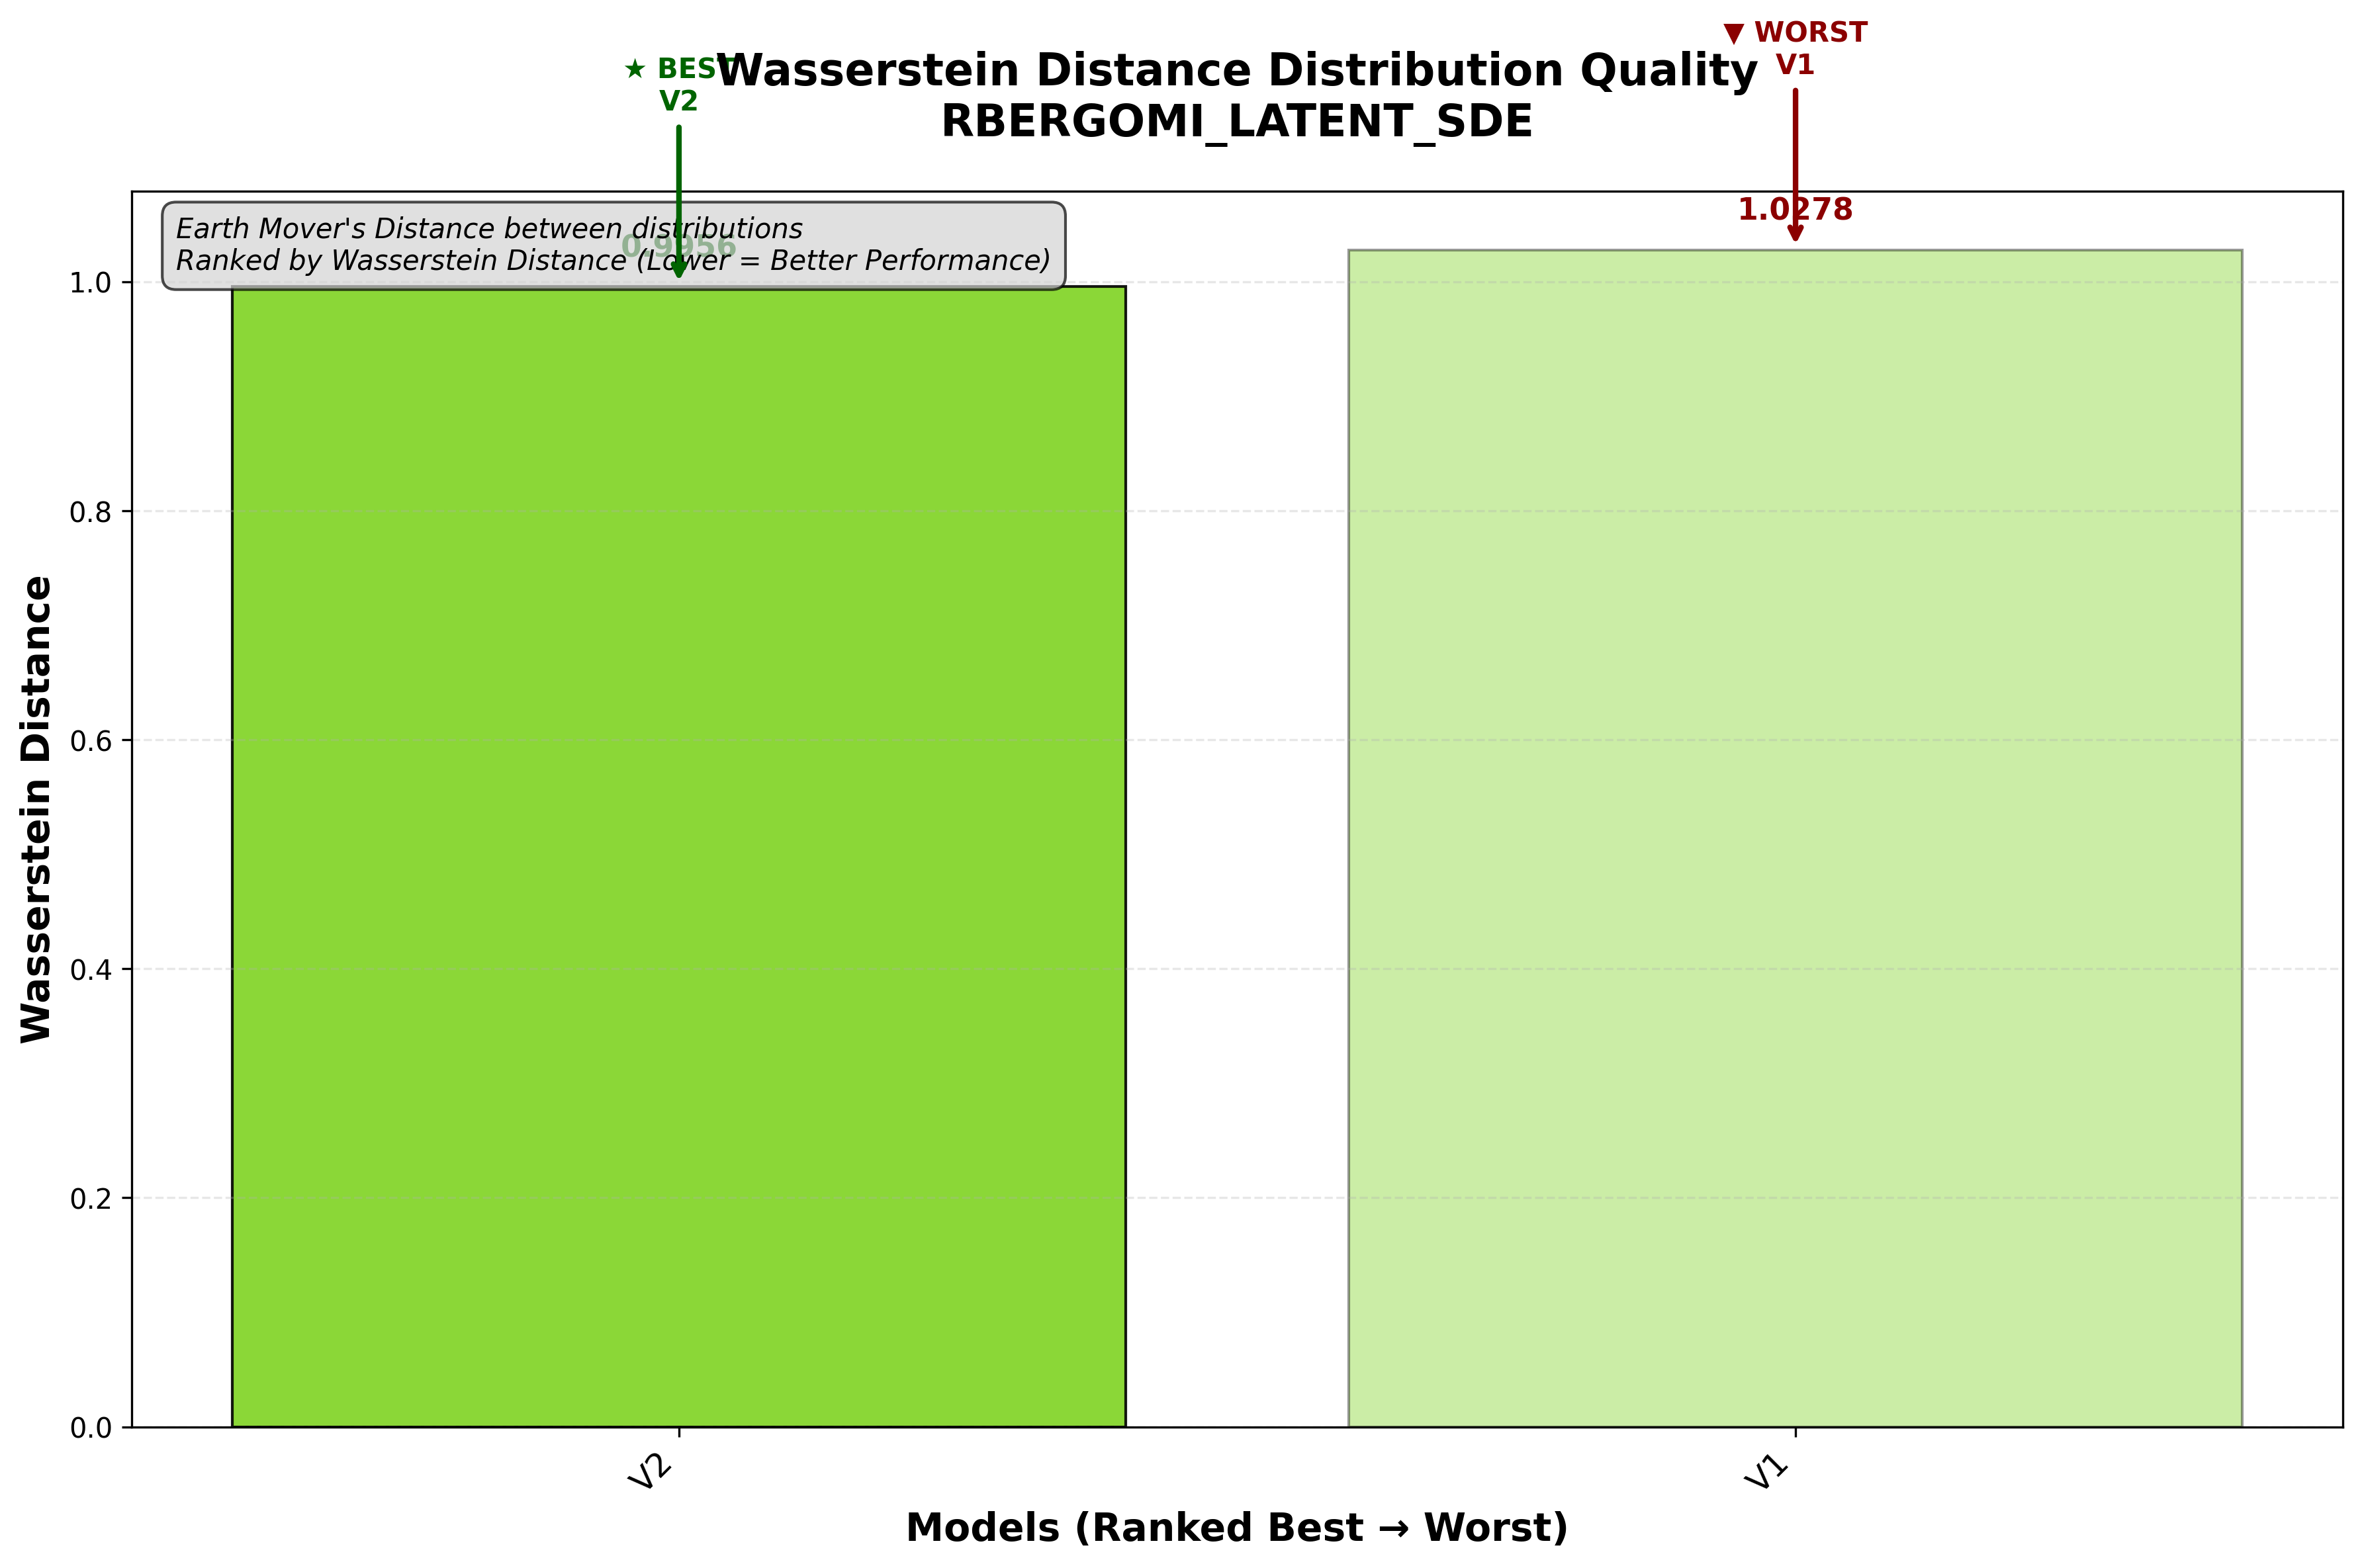 ▼ WORST
V1
★ BEST
V2
Wasserstein Distance Distribution Quality
RBERGOMI_LATENT_SDE
1.0278
Earth Mover's Distance between distributions
0.9956
Ranked by Wasserstein Distance (Lower = Better Performance)
1.0
0.8
0.6
0.4
0.2
0.0
Wasserstein Distance
V2
V1
Models (Ranked Best → Worst)